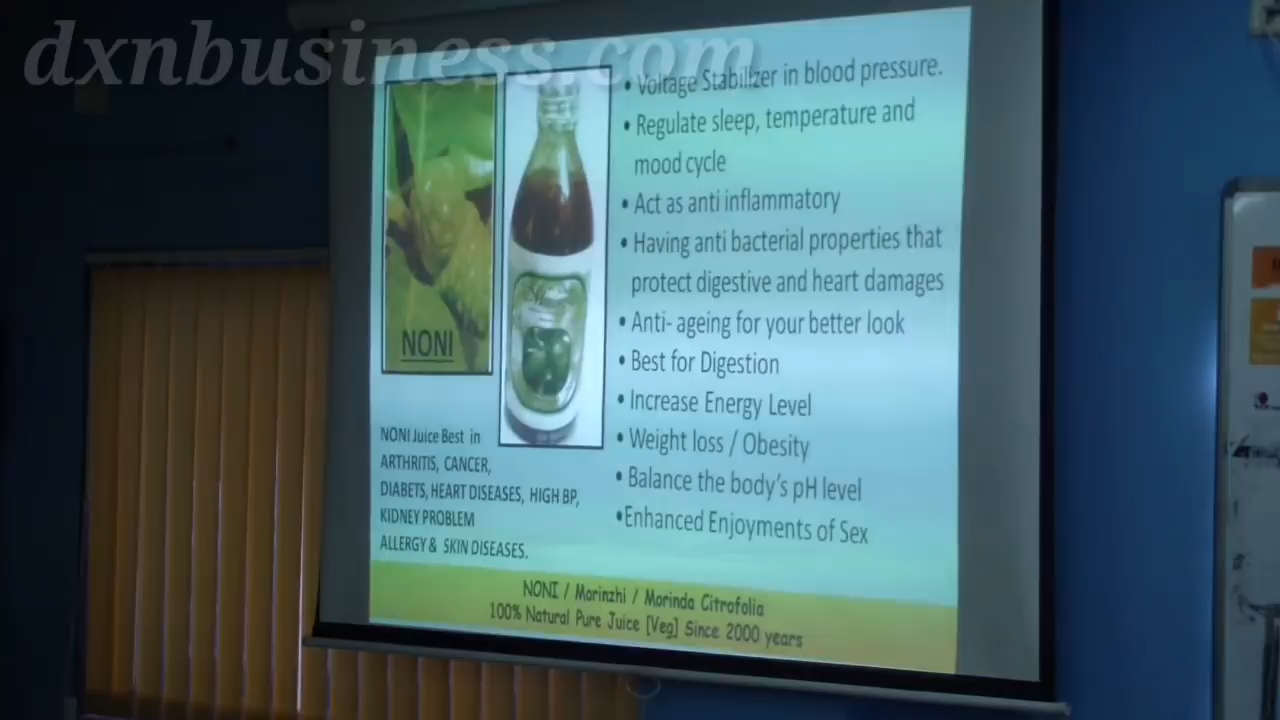 dxnbusiness.com
• Voltage Stabilizer in blood pressure.
• Regulate sleep, temperature and
mood cycle
• Act as anti inflammatory
• Having anti bacterial properties that
protect digestive and heart damages
• Anti- ageing for your better look
• Best for Digestion
• Increase Energy Level
• Weight loss / Obesity
• Balance the body's pH level
•Enhanced Enjoyments of Sex
NONI
NONI Juice Best in
ARTHRITIS, CANCER,
DIABETS, HEART DISEASES, HIGH BP,
KIDNEY PROBLEM
ALLERGY & SKIN DISEASES.
NONI / Morinzhi / Morinda Citrofolia
100% Natural Pure Juice [Veg] Since 2000 years